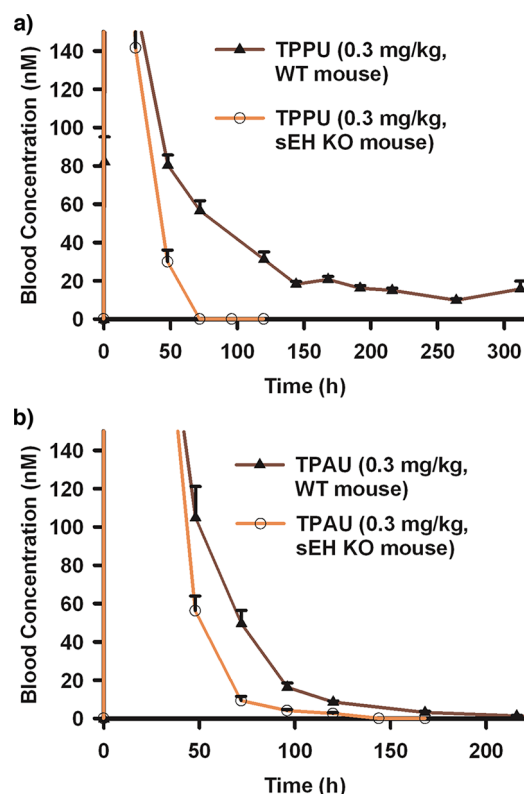 a)
TPPU (0.3 mg/kg,
WT mouse)
TPPU (0.3 mg/kg,
sEH KO mouse)
Blood Concentration (nM)
140
120
100
80
60
40
20
0
0 50 100 150 200 250 300
Time (h)
b)
TPAU (0.3 mg/kg,
WT mouse)
TPAU (0.3 mg/kg,
sEH KO mouse)
Blood Concentration (nM)
140
120
100
80
60
40
20
0
0 50 100 150 200
Time (h)